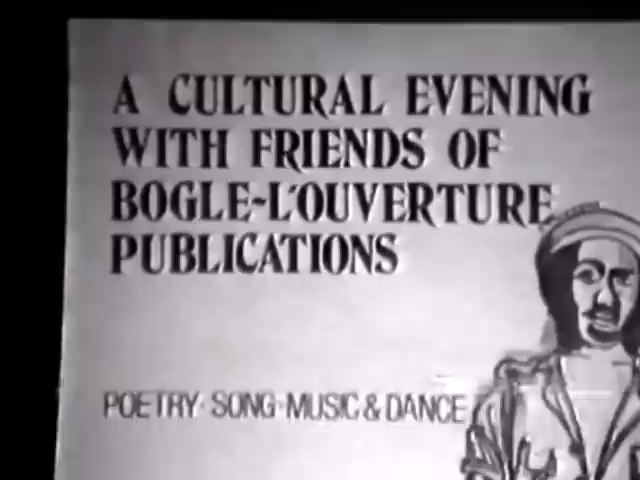 A CULTURAL EVENING
WITH FRIENDS OF
BOGLE-L'OUVERTURE
PUBLICATIONS
POETRY·SONG·MUSIC & DANCE